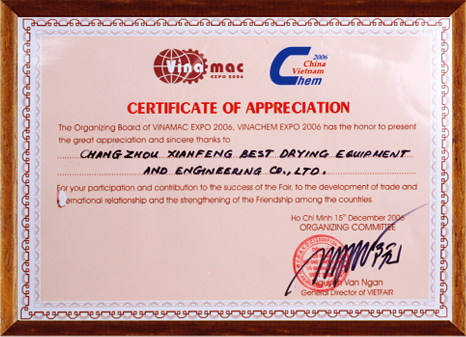 Vina mac
EXPO 2006
2006
China
Vietnam
Chem
CERTIFICATE OF APPRECIATION
The Organizing Board of VINAMAC EXPO 2006, VINACHEM EXPO 2006 has the honor to present
the great appreciation and sincere thanks to
CHANGZHOU XIANFENG BEST DRYING EQUIPMENT
AND ENGINEERING CO., LTD.
For your participation and contribution to the success of the Fair, to the development of trade and
ernational relationship and the strengthening of the Friendship among the countries.
Ho Chi Minh 15th December 2006
ORGANIZING COMMITTEE
Nguyen Van Ngan
General Director of VIETFAIR